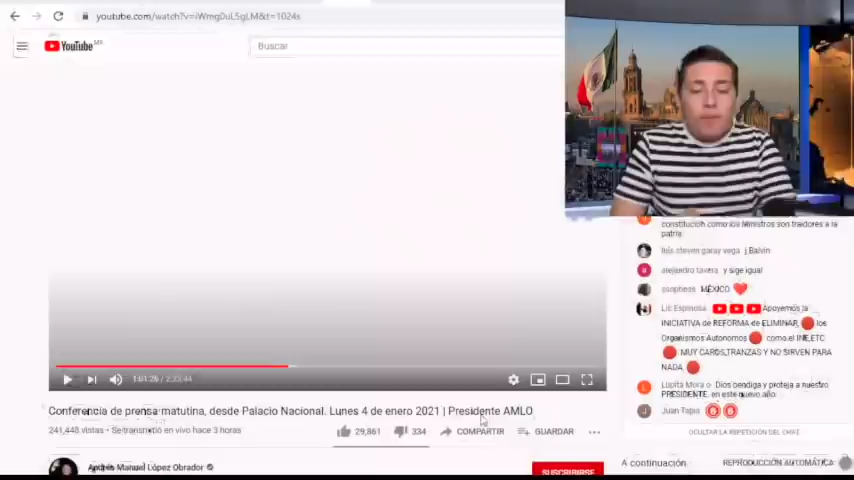 youtube.com/watch?v=iWmgDuL5gLM&t=1024s
YouTube MX
Buscar
constitución como los Ministros son traidores a la
patria.
luis steven garay vega j Balvin
alejandro tavera y sige igual
MÉXICO
Lic Espinosa Apoyemos la
INICIATIVA DE REFORMA de ELIMINAR los
Organismos Autonomos como el INE,ETC
MUY CAROS,TRANZAS Y NO SIRVEN PARA
NADA
Lupita Mora o Dios bendiga y proteja a nuestro
PRESIDENTE en este nuevo año.
Juan Tapia
OCULTAR LA REPETICIÓN DEL CHAT
1:01:25 / 2:23:44
Conferencia de prensa matutina, desde Palacio Nacional. Lunes 4 de enero 2021 | Presidente AMLO
241,448 vistas • Se transmitió en vivo hace 3 horas
29,861
334
COMPARTIR
GUARDAR
Andrés Manuel López Obrador
SUSCRIBIRSE
A continuación
REPRODUCCIÓN AUTOMÁTICA